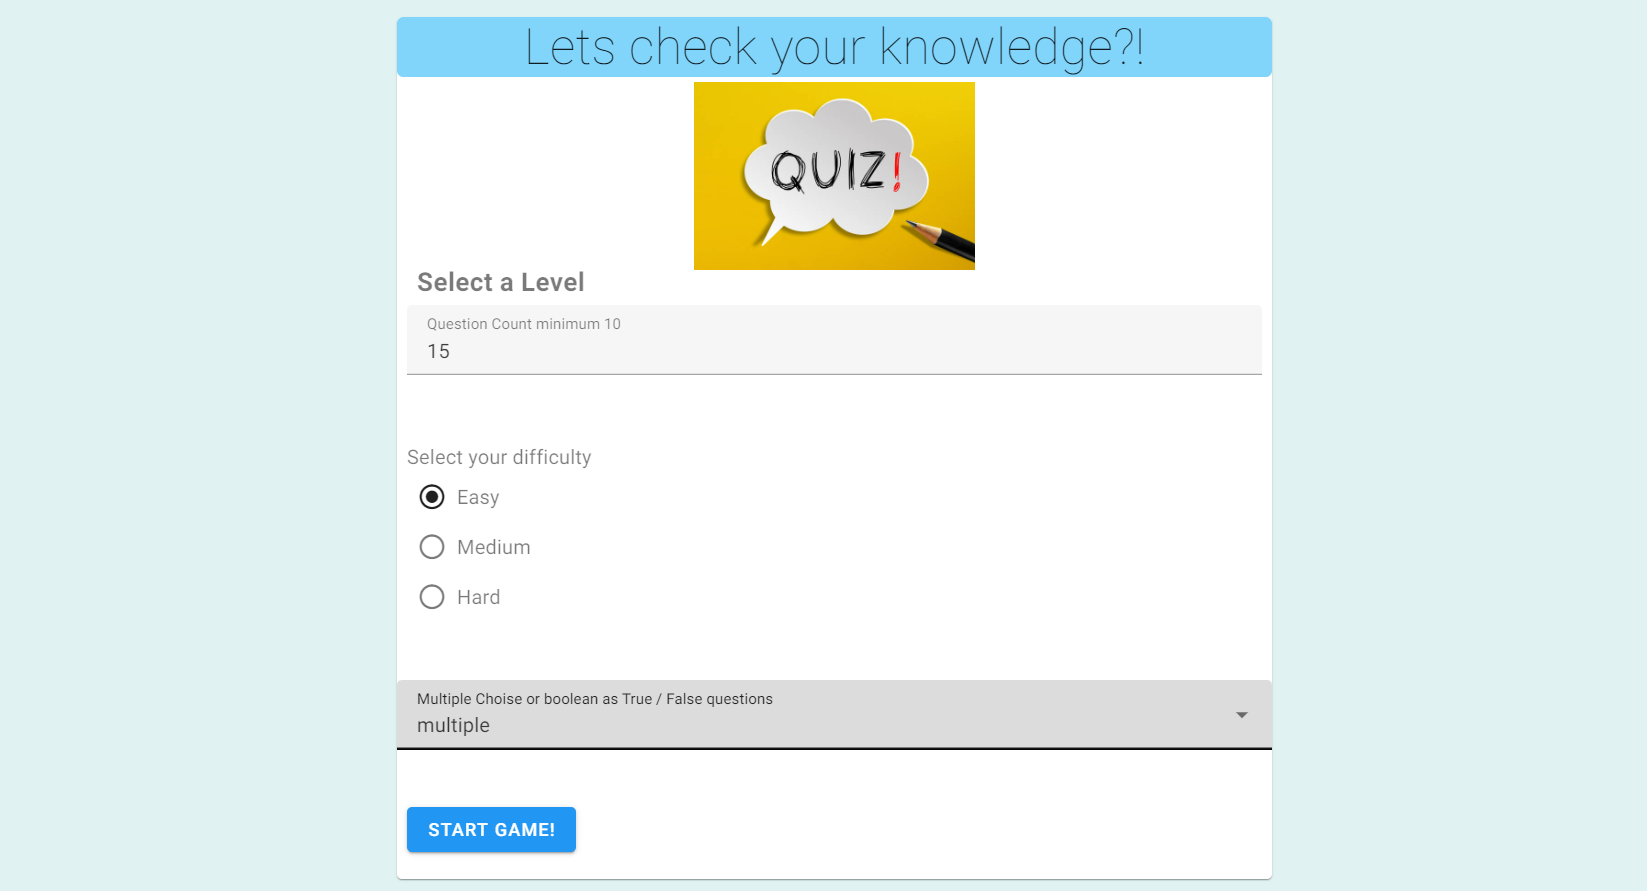 Lets check your knowledge?!
QUIZ!
Select a Level
Question Count minimum 10
15
Select your difficulty
Easy
Medium
Hard
Multiple Choise or boolean as True / False questions
multiple
START GAME!